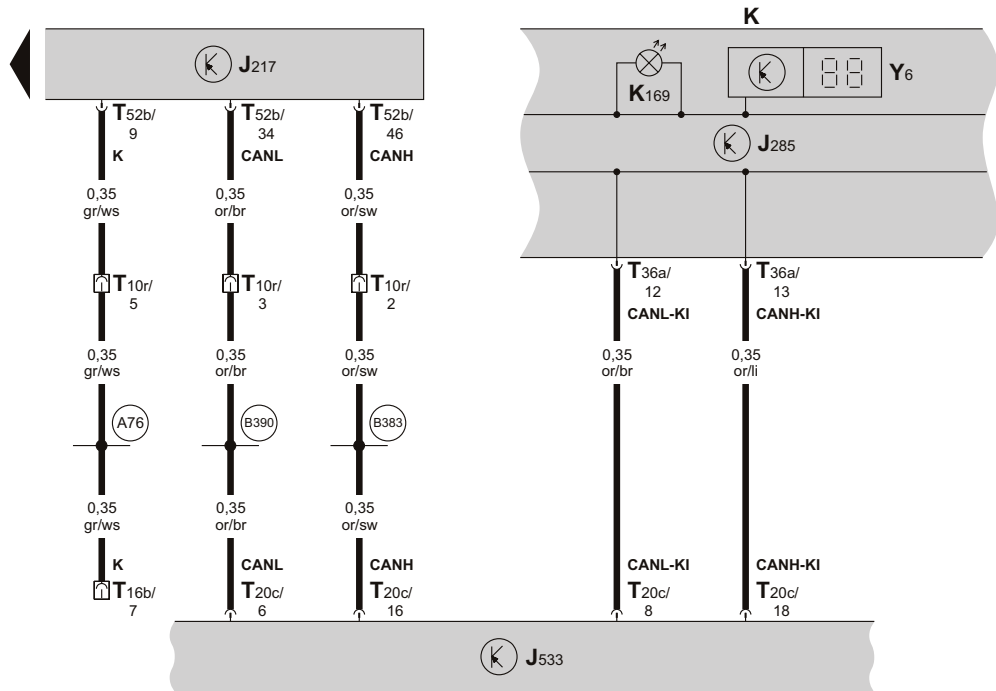 K
J217
K169
Y6
J285
T52b/ T52b/ T52b/
9 34 46
K CANL CANH
0,35 0,35 0,35
gr/ws or/br or/sw
T10r/ T10r/ T10r/
5 3 2
T36a/ T36a/
12 13
CANL-KI CANH-KI
0,35 0,35 0,35 0,35 0,35
gr/ws or/br or/sw or/br or/li
A76 B390 B383
0,35 0,35 0,35
gr/ws or/br or/sw
K CANL CANH CANL-KI CANH-KI
T16b/ T20c/ T20c/ T20c/ T20c/
7 6 16 8 18
J533